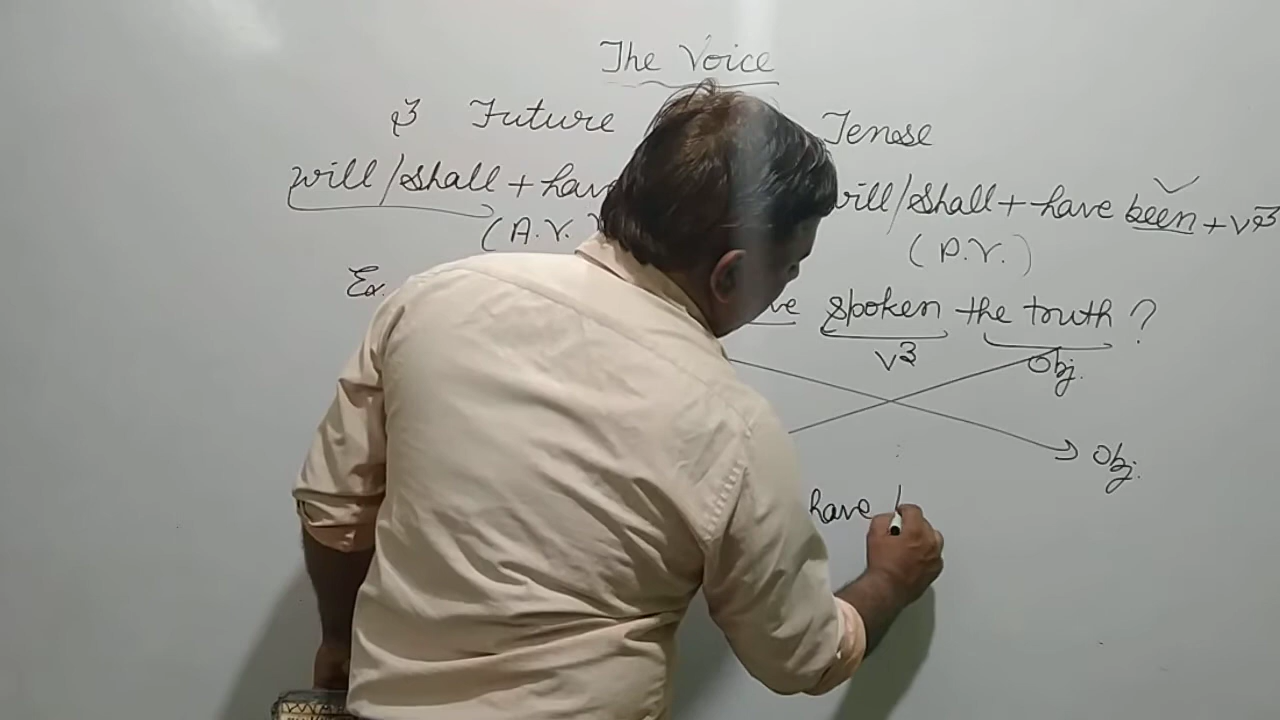 The Voice
3 Future Tense
will/shall + have will/shall + have been + V3
(A.V. (P.V.)
Ex. ve spoken the truth ?
V3 Obj.
Obj.
have